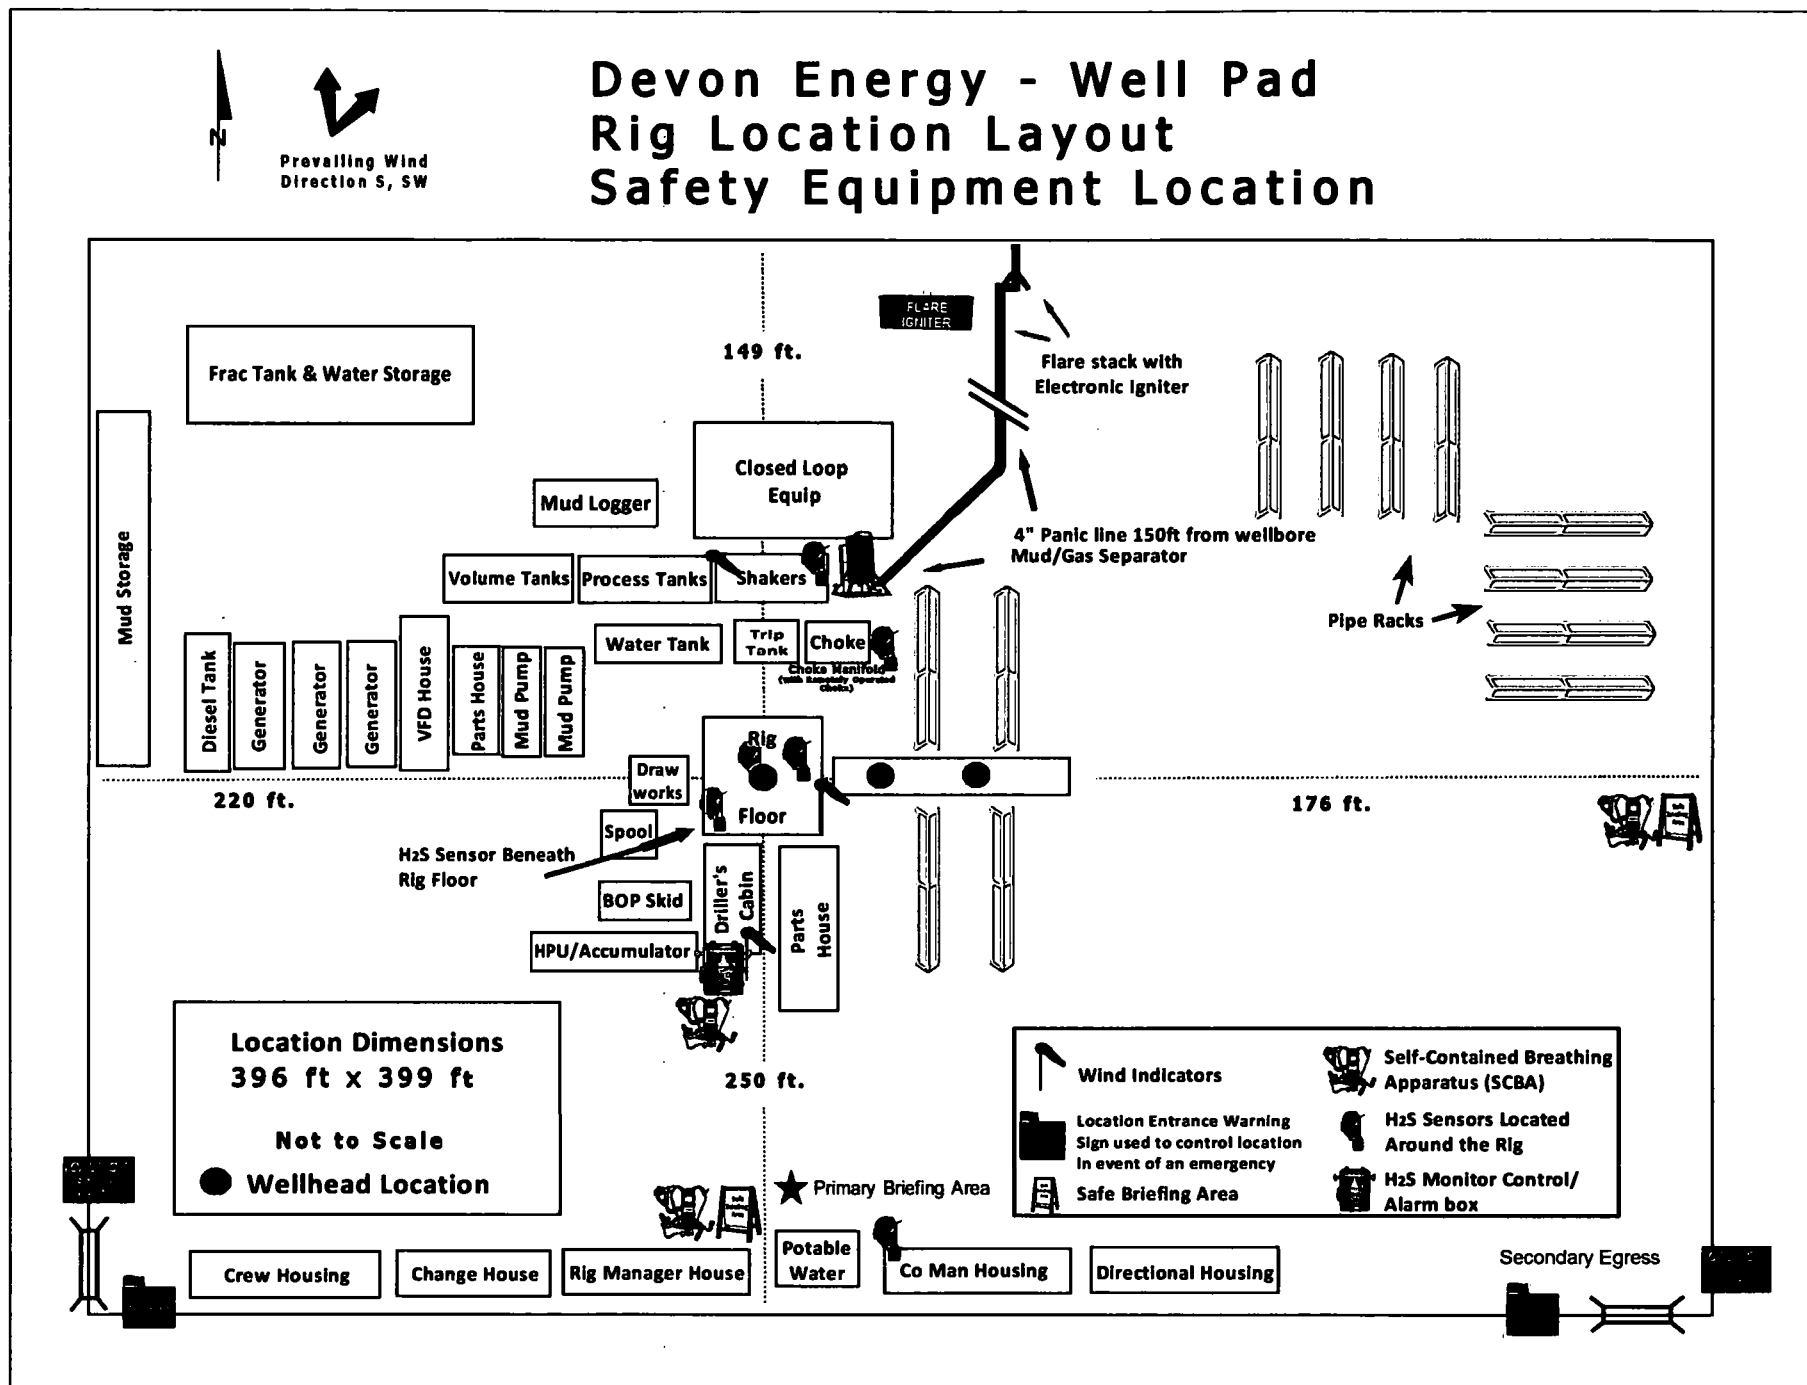 Devon Energy - Well Pad
Rig Location Layout
Safety Equipment Location
N
Prevailing Wind
Direction S, SW
FLARE
IGNITER
149 ft.
Flare stack with
Electronic Igniter
Frac Tank & Water Storage
Closed Loop
Equip
Mud Logger
4" Panic line 150ft from wellbore
Mud/Gas Separator
Mud Storage
Volume Tanks
Process Tanks
Shakers
Pipe Racks
Water Tank
Trip
Tank
Choke
Choke Manifold
(with Remotely Operated
Choke)
Diesel Tank
Generator
Generator
Generator
VFD House
Parts House
Mud Pump
Mud Pump
Rig
Floor
Draw
works
220 ft.
176 ft.
Spool
H2S Sensor Beneath
Rig Floor
Driller's
Cabin
Parts
House
BOP Skid
HPU/Accumulator
Location Dimensions
396 ft x 399 ft
Not to Scale
Wellhead Location
250 ft.
Wind Indicators
Location Entrance Warning
Sign used to control location
in event of an emergency
Safe Briefing Area
Self-Contained Breathing
Apparatus (SCBA)
H2S Sensors Located
Around the Rig
H2S Monitor Control/
Alarm box
Primary Briefing Area
Crew Housing
Change House
Rig Manager House
Potable
Water
Co Man Housing
Directional Housing
Secondary Egress